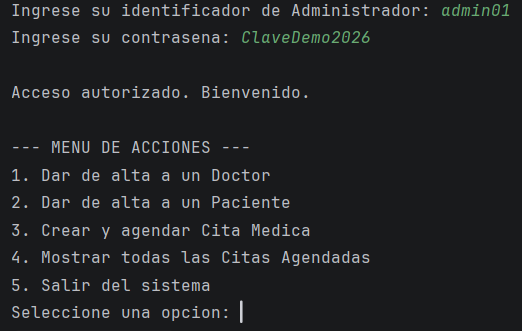 Ingrese su identificador de Administrador: admin01
Ingrese su contrasena: ClaveDemo2026
Acceso autorizado. Bienvenido.
--- MENU DE ACCIONES ---
1. Dar de alta a un Doctor
2. Dar de alta a un Paciente
3. Crear y agendar Cita Medica
4. Mostrar todas las Citas Agendadas
5. Salir del sistema
Seleccione una opcion: